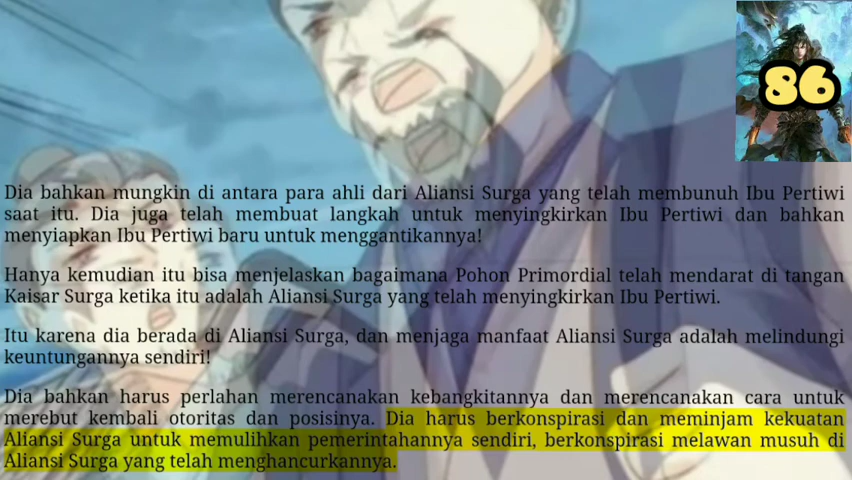 86
Dia bahkan mungkin di antara para ahli dari Aliansi Surga yang telah membunuh Ibu Pertiwi
saat itu. Dia juga telah membuat langkah untuk menyingkirkan Ibu Pertiwi dan bahkan
menyiapkan Ibu Pertiwi baru untuk menggantikannya!
Hanya kemudian itu bisa menjelaskan bagaimana Pohon Primordial telah mendarat di tangan
Kaisar Surga ketika itu adalah Aliansi Surga yang telah menyingkirkan Ibu Pertiwi.
Itu karena dia berada di Aliansi Surga, dan menjaga manfaat Aliansi Surga adalah melindungi
keuntungannya sendiri!
Dia bahkan harus perlahan merencanakan kebangkitannya dan merencanakan cara untuk
merebut kembali otoritas dan posisinya. Dia harus berkonspirasi dan meminjam kekuatan
Aliansi Surga untuk memulihkan pemerintahannya sendiri, berkonspirasi melawan musuh di
Aliansi Surga yang telah menghancurkannya.